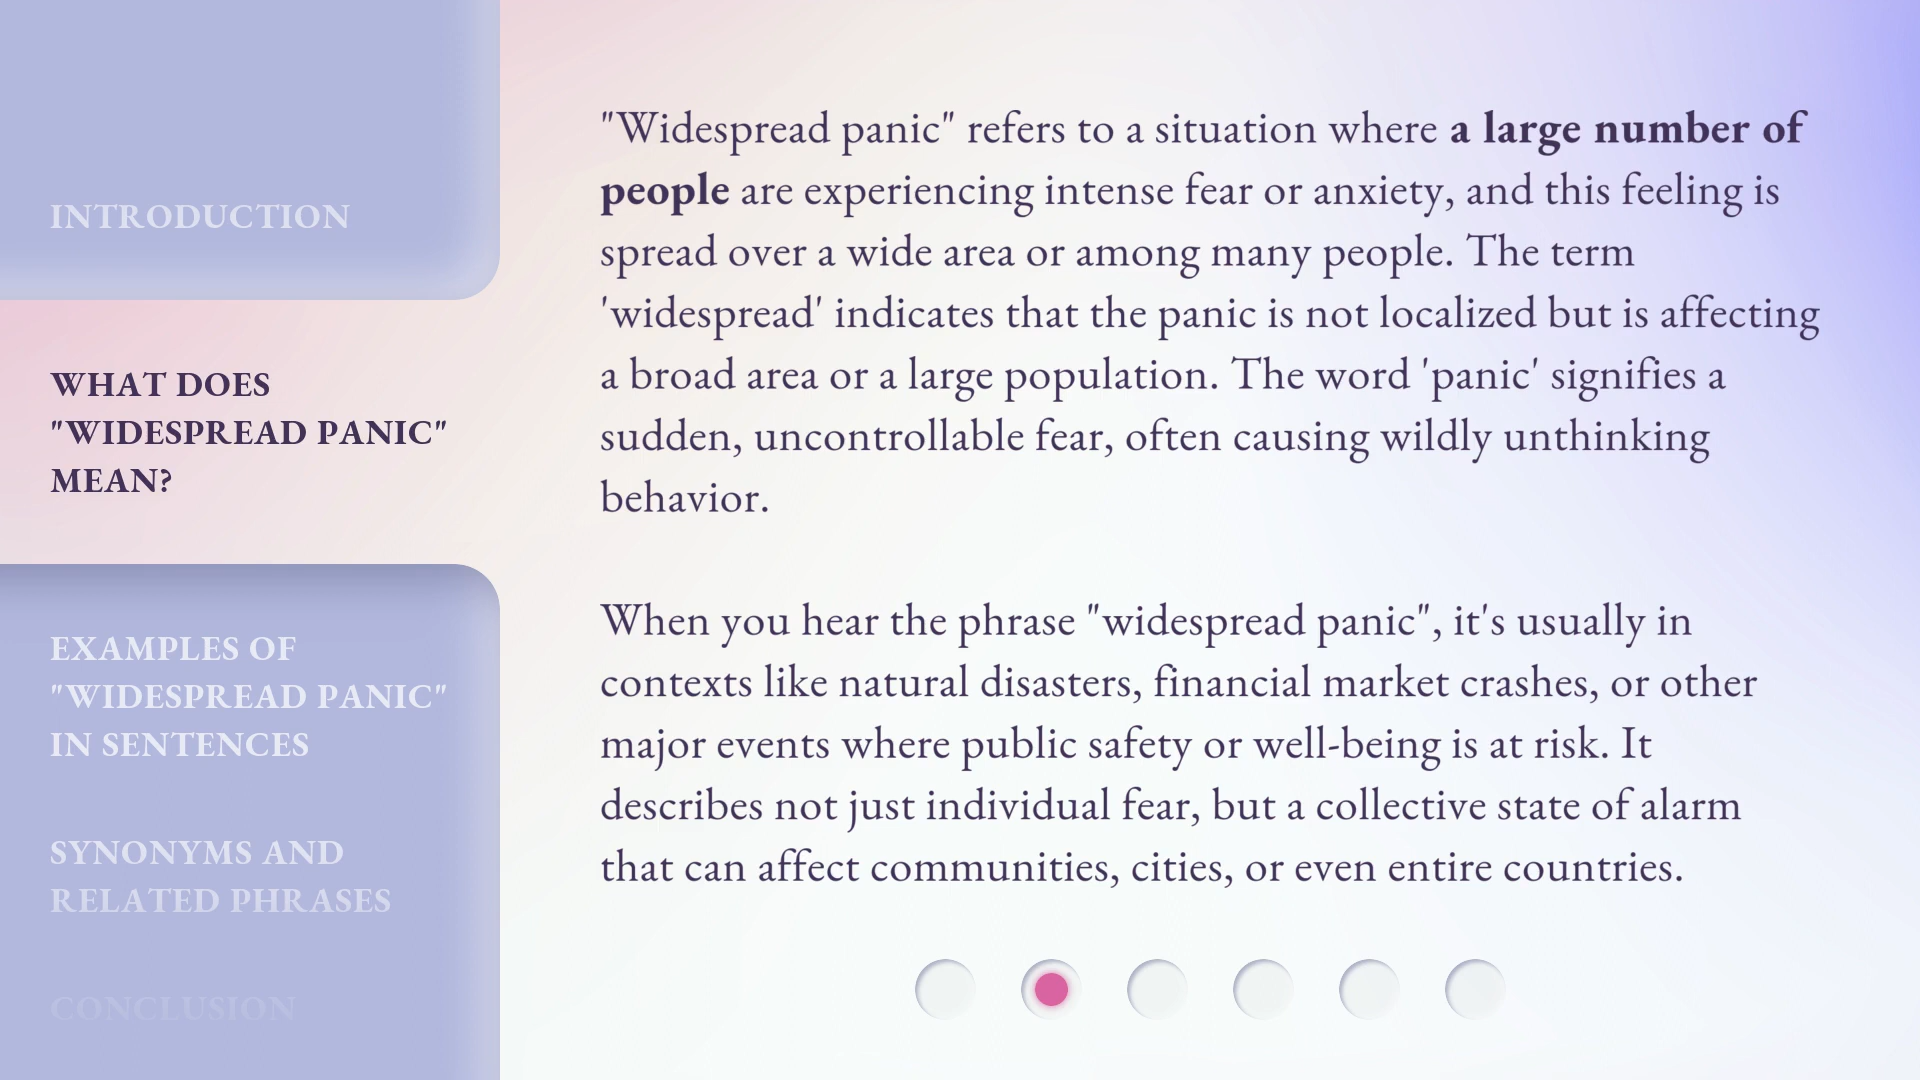 INTRODUCTION
WHAT DOES
"WIDESPREAD PANIC"
MEAN?
EXAMPLES OF
"WIDESPREAD PANIC"
IN SENTENCES
SYNONYMS AND
RELATED PHRASES
CONCLUSION
"Widespread panic" refers to a situation where a large number of
people are experiencing intense fear or anxiety, and this feeling is
spread over a wide area or among many people. The term
'widespread' indicates that the panic is not localized but is affecting
a broad area or a large population. The word 'panic' signifies a
sudden, uncontrollable fear, often causing wildly unthinking
behavior.
When you hear the phrase "widespread panic", it's usually in
contexts like natural disasters, financial market crashes, or other
major events where public safety or well-being is at risk. It
describes not just individual fear, but a collective state of alarm
that can affect communities, cities, or even entire countries.